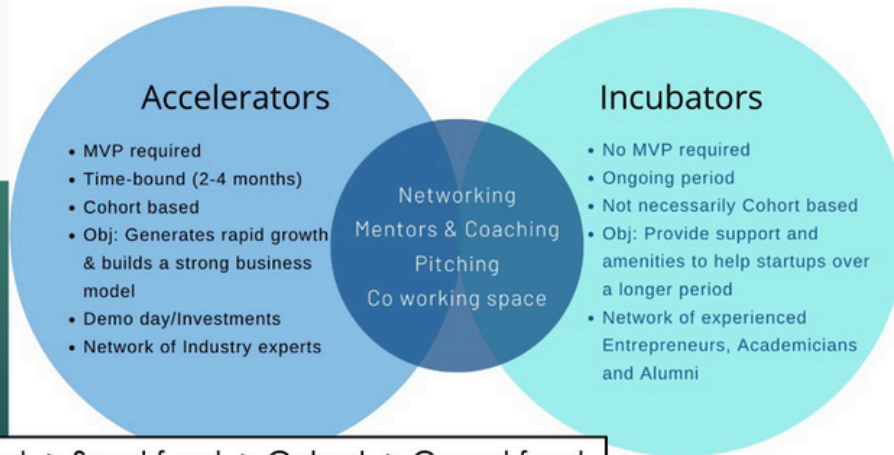 Accelerators
• MVP required
• Time-bound (2-4 months)
• Cohort based
• Obj: Generates rapid growth
& builds a strong business
model
• Demo day/Investments
• Network of Industry experts
Networking
Mentors & Coaching
Pitching
Co working space
Incubators
• No MVP required
• Ongoing period
• Not necessarily Cohort based
• Obj: Provide support and
amenities to help startups over
a longer period
• Network of experienced
Entrepreneurs, Academicians
and Alumni